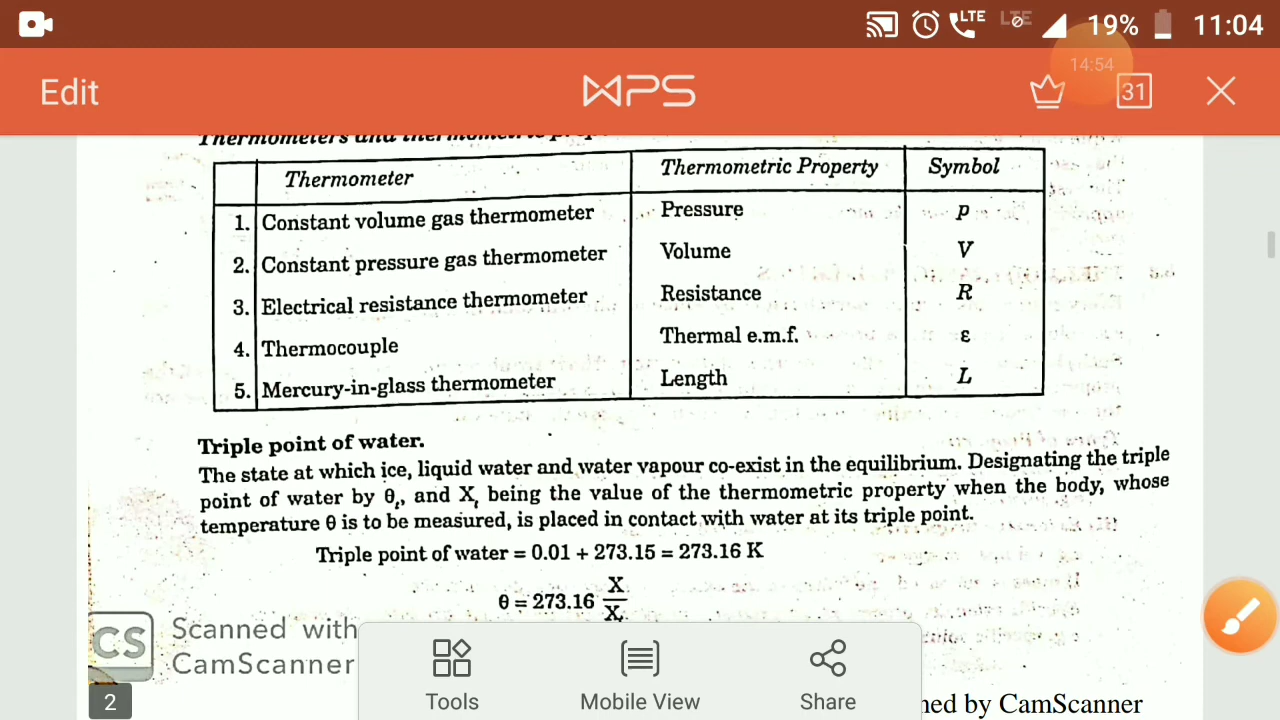 LTE LTE 19% 11:04
14:54
Edit WPS 31
Thermometers and thermometric
Thermometer Thermometric Property Symbol
1. Constant volume gas thermometer Pressure p
2. Constant pressure gas thermometer Volume V
3. Electrical resistance thermometer Resistance R
4. Thermocouple Thermal e.m.f. ε
5. Mercury-in-glass thermometer Length L
Triple point of water.
The state at which ice, liquid water and water vapour co-exist in the equilibrium. Designating the triple
point of water by θt, and Xt being the value of the thermometric property when the body, whose
temperature θ is to be measured, is placed in contact with water at its triple point.
Triple point of water = 0.01 + 273.15 = 273.16 K
θ = 273.16 X/Xt
CS Scanned with
CamScanner
2
Tools Mobile View Share
ned by CamScanner